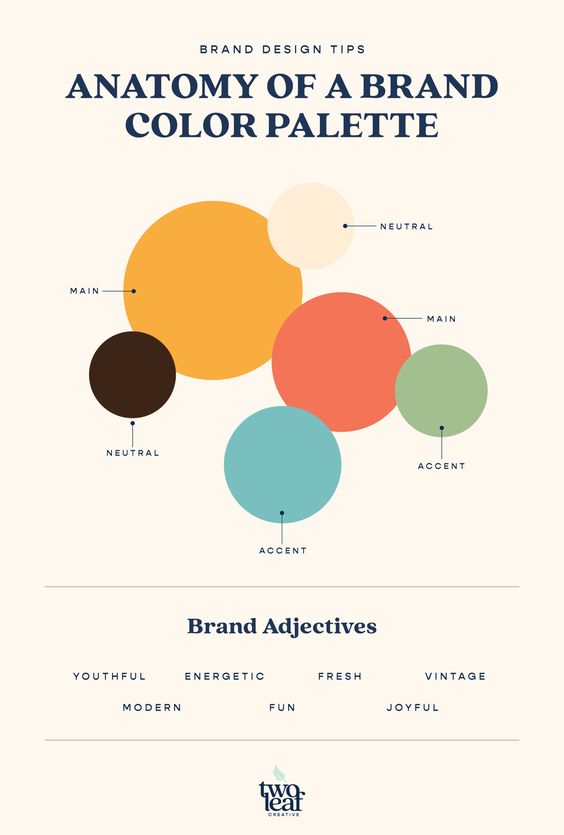 BRAND DESIGN TIPS
ANATOMY OF A BRAND
COLOR PALETTE
NEUTRAL
MAIN
MAIN
NEUTRAL
ACCENT
ACCENT
Brand Adjectives
YOUTHFUL ENERGETIC FRESH VINTAGE
MODERN FUN JOYFUL
two
leaf
CREATIVE